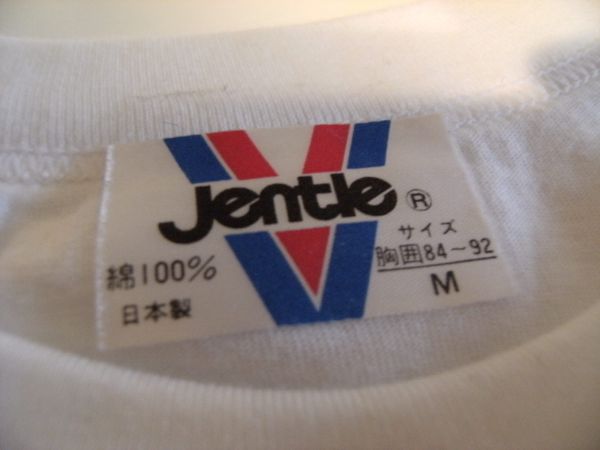 Jentle®
綿100%
日本製
サイズ
胸囲84～92
M